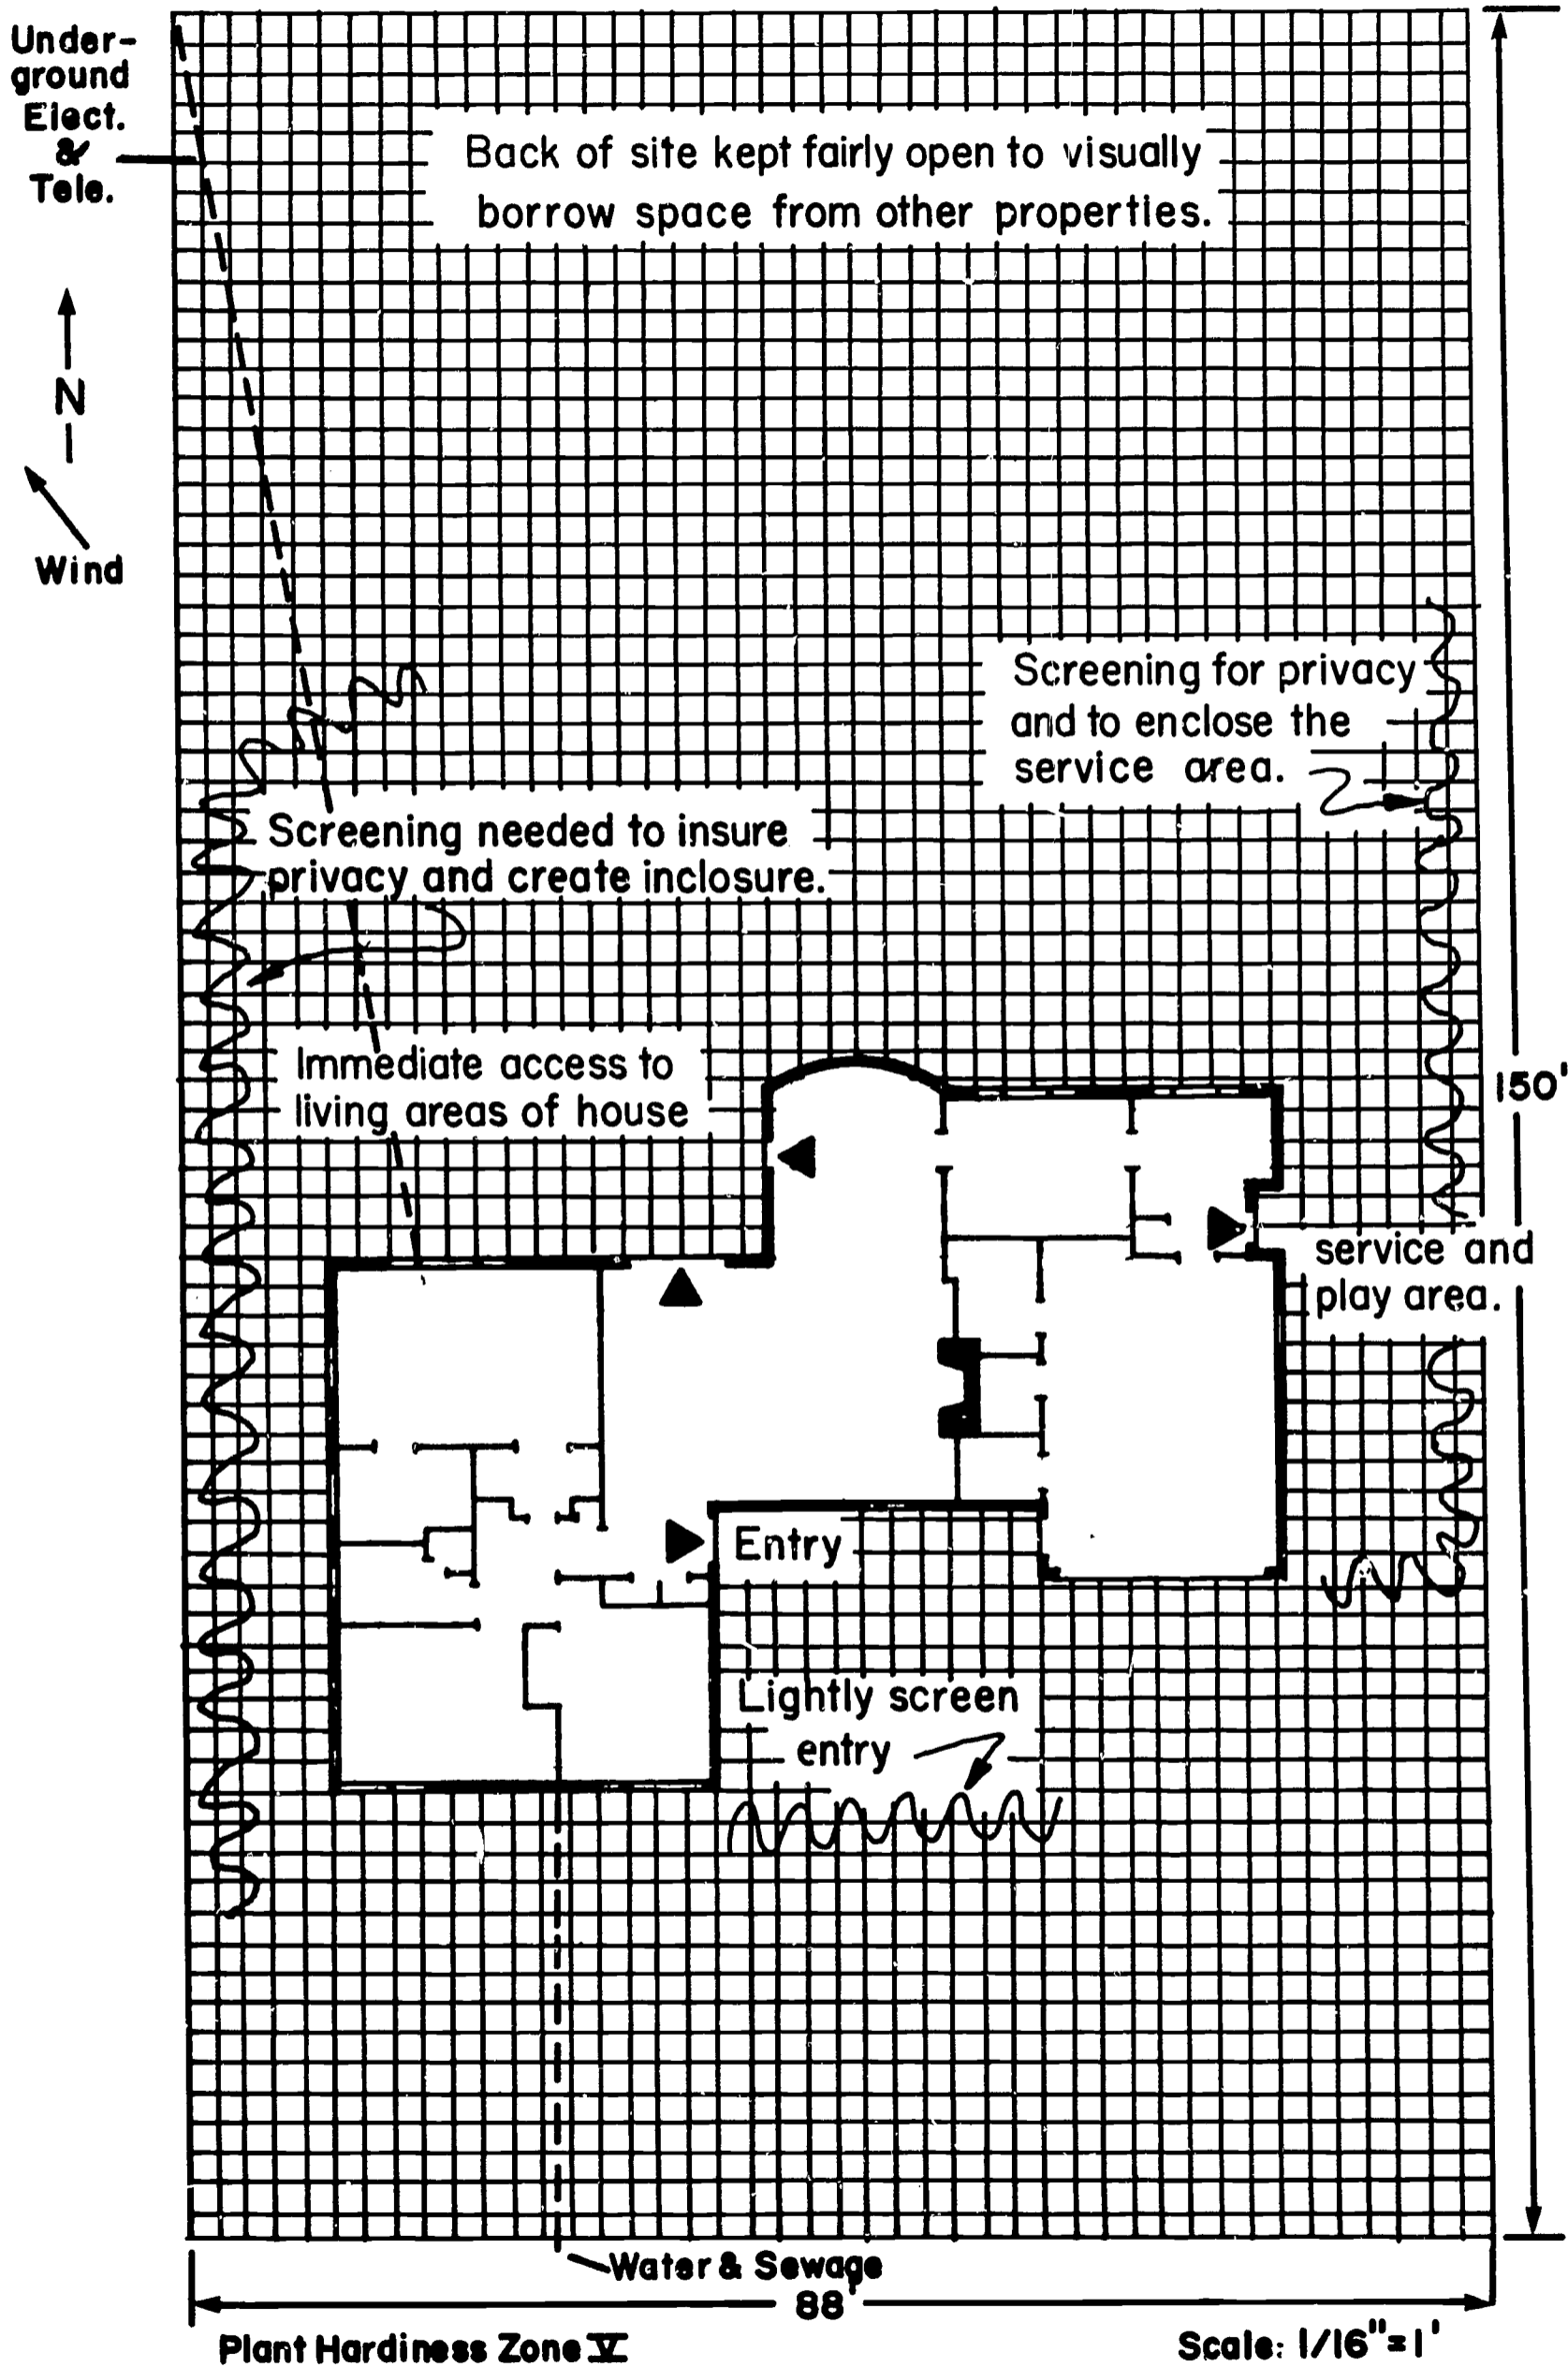 Under-
ground
Elect.
&
Tele.
Back of site kept fairly open to visually
borrow space from other properties.
N
Wind
Screening for privacy
and to enclose the
service area.
Screening needed to insure
privacy and create inclosure.
Immediate access to
living areas of house
150'
service and
play area.
Entry
Lightly screen
entry
Water & Sewage
88'
Plant Hardiness Zone V
Scale: 1/16"=1'